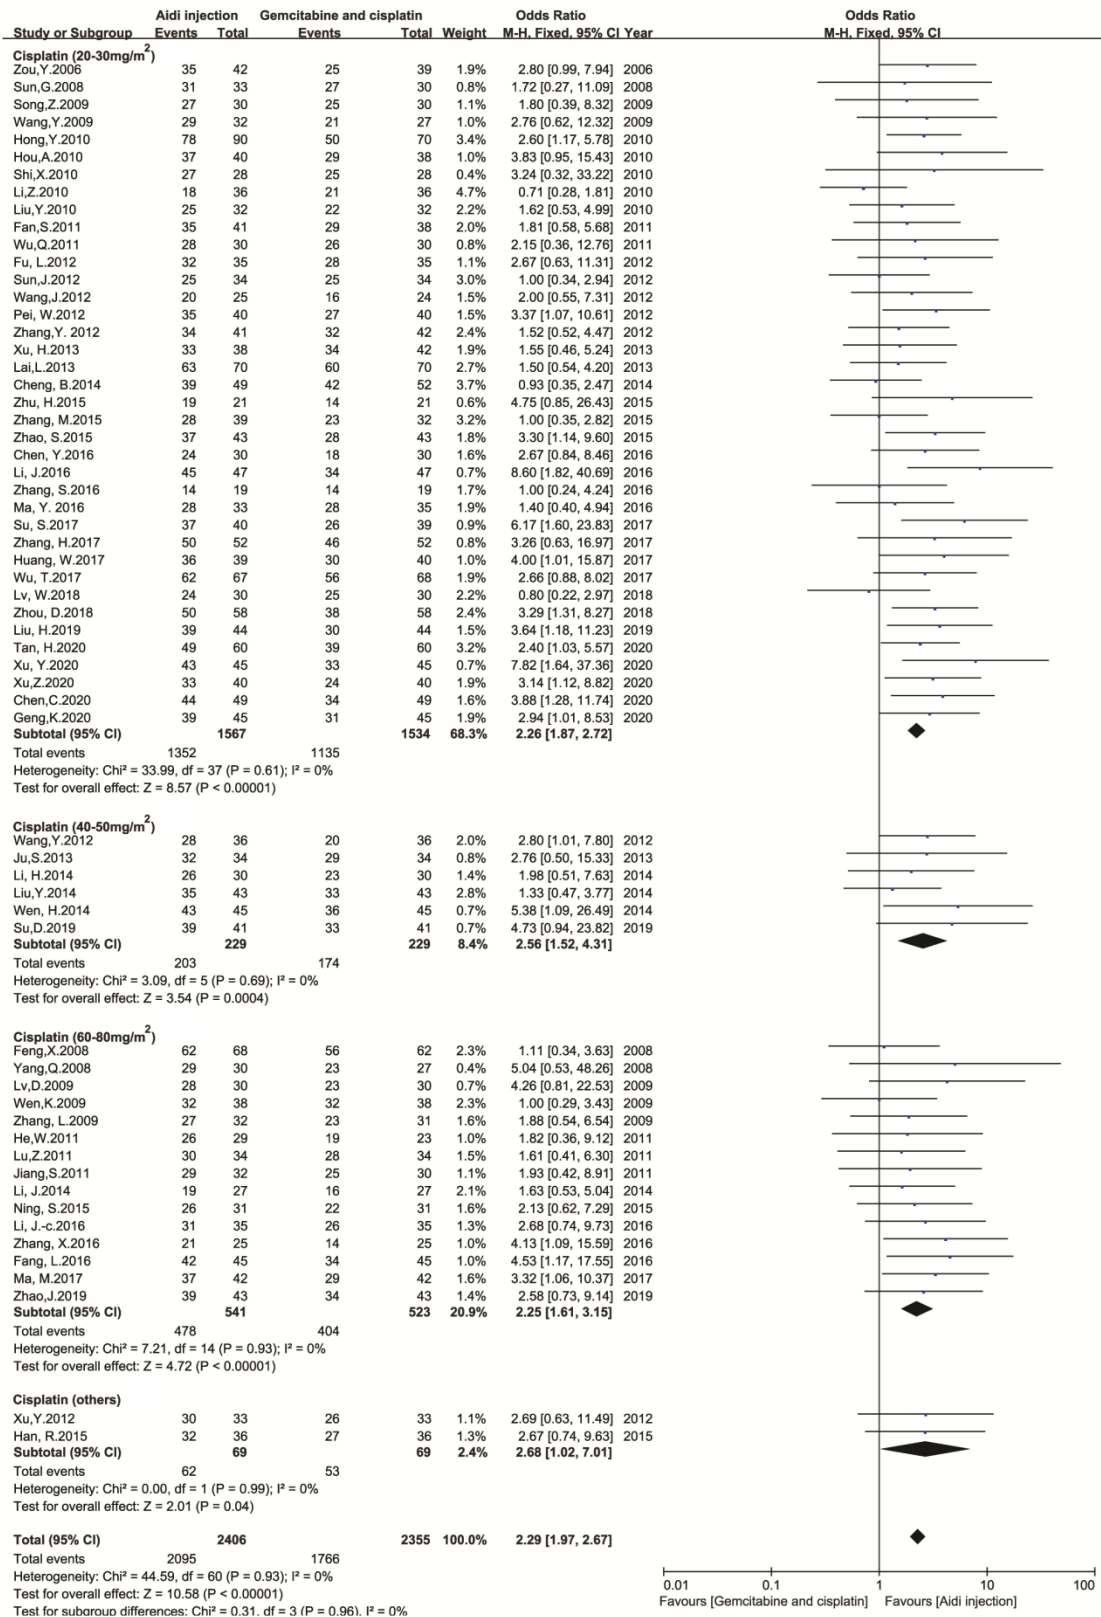 Aidi injection Gemcitabine and cisplatin Odds Ratio Odds Ratio
Study or Subgroup Events Total Events Total Weight M-H, Fixed, 95% CI Year M-H, Fixed, 95% CI
Cisplatin (20-30mg/m²)
Zou,Y.2006 35 42 25 39 1.9% 2.80 [0.99, 7.94] 2006
Sun,G.2008 31 33 27 30 0.8% 1.72 [0.27, 11.09] 2008
Song,Z.2009 27 30 25 30 1.1% 1.80 [0.39, 8.32] 2009
Wang,Y.2009 29 32 21 27 1.0% 2.76 [0.62, 12.32] 2009
Hong,Y.2010 78 90 50 70 3.4% 2.60 [1.17, 5.78] 2010
Hou,A.2010 37 40 29 38 1.0% 3.83 [0.95, 15.43] 2010
Shi,X.2010 27 28 25 28 0.4% 3.24 [0.32, 33.22] 2010
Li,Z.2010 18 36 21 36 4.7% 0.71 [0.28, 1.81] 2010
Liu,Y.2010 25 32 22 32 2.2% 1.62 [0.53, 4.99] 2010
Fan,S.2011 35 41 29 38 2.0% 1.81 [0.58, 5.68] 2011
Wu,Q.2011 28 30 26 30 0.8% 2.15 [0.36, 12.76] 2011
Fu, L.2012 32 35 28 35 1.1% 2.67 [0.63, 11.31] 2012
Sun,J.2012 25 34 25 34 3.0% 1.00 [0.34, 2.94] 2012
Wang,J.2012 20 25 16 24 1.5% 2.00 [0.55, 7.31] 2012
Pei, W.2012 35 40 27 40 1.5% 3.37 [1.07, 10.61] 2012
Zhang,Y. 2012 34 41 32 42 2.4% 1.52 [0.52, 4.47] 2012
Xu, H.2013 33 38 34 42 1.9% 1.55 [0.46, 5.24] 2013
Lai,L.2013 63 70 60 70 2.9% 1.50 [0.54, 4.20] 2013
Cheng, B.2014 39 49 42 52 3.7% 0.93 [0.35, 2.47] 2014
Zhu, H.2015 19 21 14 21 0.6% 4.75 [0.85, 26.43] 2015
Zhang, M.2015 28 39 23 32 3.2% 1.00 [0.35, 2.82] 2015
Zhao, S.2015 37 43 28 43 1.8% 3.30 [1.14, 9.60] 2015
Chen, Y.2016 24 30 18 30 1.6% 2.67 [0.84, 8.46] 2016
Li, J.2016 45 47 34 47 0.7% 8.60 [1.82, 40.69] 2016
Zhang, S.2016 14 19 14 19 1.7% 1.00 [0.24, 4.24] 2016
Ma, Y. 2016 28 33 28 35 1.9% 1.40 [0.40, 4.94] 2016
Su, S.2017 37 40 26 39 0.9% 6.17 [1.60, 23.83] 2017
Zhang, H.2017 50 52 46 52 0.8% 3.26 [0.63, 16.97] 2017
Huang, W.2017 36 39 30 40 1.0% 4.00 [1.01, 15.87] 2017
Wu, T.2017 62 67 56 68 1.9% 2.66 [0.88, 8.02] 2017
Lv, W.2018 24 30 25 30 2.2% 0.80 [0.22, 2.97] 2018
Zhou, D.2018 50 58 38 58 2.4% 3.29 [1.31, 8.27] 2018
Liu, H.2019 39 44 30 44 1.5% 3.64 [1.18, 11.23] 2019
Tan, H.2020 49 60 39 60 3.2% 2.40 [1.03, 5.57] 2020
Xu, Y.2020 43 45 33 45 0.7% 7.82 [1.64, 37.36] 2020
Xu,Z.2020 33 40 24 40 1.9% 3.14 [1.12, 8.82] 2020
Chen,C.2020 44 49 34 49 1.6% 3.88 [1.28, 11.74] 2020
Geng,K.2020 39 45 31 45 1.9% 2.94 [1.01, 8.53] 2020
Subtotal (95% CI) 1567 1534 68.3% 2.26 [1.87, 2.72]
Total events 1352 1135
Heterogeneity: Chi² = 33.99, df = 37 (P = 0.61); I² = 0%
Test for overall effect: Z = 8.57 (P < 0.00001)
Cisplatin (40-50mg/m²)
Wang,Y.2012 28 36 20 36 2.0% 2.80 [1.01, 7.80] 2012
Ju,S.2013 32 34 29 34 0.8% 2.76 [0.50, 15.33] 2013
Li, H.2014 26 30 23 30 1.4% 1.98 [0.51, 7.63] 2014
Liu,Y.2014 35 43 33 43 2.8% 1.33 [0.47, 3.77] 2014
Wen, H.2014 43 45 36 45 0.7% 5.38 [1.09, 26.49] 2014
Su,D.2019 39 41 33 41 0.7% 4.73 [0.94, 23.82] 2019
Subtotal (95% CI) 229 229 8.4% 2.56 [1.52, 4.31]
Total events 203 174
Heterogeneity: Chi² = 3.09, df = 5 (P = 0.69); I² = 0%
Test for overall effect: Z = 3.54 (P = 0.0004)
Cisplatin (60-80mg/m²)
Feng,X.2008 62 68 56 62 2.3% 1.11 [0.34, 3.63] 2008
Yang,Q.2008 29 30 23 27 0.4% 5.04 [0.53, 48.26] 2008
Lv,D.2009 28 30 23 30 0.7% 4.26 [0.81, 22.53] 2009
Wen,K.2009 32 38 32 38 2.3% 1.00 [0.29, 3.43] 2009
Zhang, L.2009 27 32 23 31 1.6% 1.88 [0.54, 6.54] 2009
He,W.2011 26 29 19 23 1.0% 1.82 [0.36, 9.12] 2011
Lu,Z.2011 30 34 28 34 1.5% 1.61 [0.41, 6.30] 2011
Jiang,S.2011 29 32 25 30 1.1% 1.93 [0.42, 8.91] 2011
Li, J.2014 19 27 16 27 2.1% 1.63 [0.53, 5.04] 2014
Ning, S.2015 26 31 22 31 1.6% 2.13 [0.62, 7.29] 2015
Li, J.-c.2016 31 35 26 35 1.3% 2.68 [0.74, 9.73] 2016
Zhang, X.2016 21 25 14 25 1.0% 4.13 [1.09, 15.59] 2016
Fang, L.2016 42 45 34 45 1.0% 4.53 [1.17, 17.55] 2016
Ma, M.2017 37 42 29 42 1.6% 3.32 [1.06, 10.37] 2017
Zhao,J.2019 39 43 34 43 1.4% 2.58 [0.73, 9.14] 2019
Subtotal (95% CI) 541 523 20.9% 2.25 [1.61, 3.15]
Total events 478 404
Heterogeneity: Chi² = 7.21, df = 14 (P = 0.93); I² = 0%
Test for overall effect: Z = 4.72 (P < 0.00001)
Cisplatin (others)
Xu,Y.2012 30 33 26 33 1.1% 2.69 [0.63, 11.49] 2012
Han, R.2015 32 36 27 36 1.3% 2.67 [0.74, 9.63] 2015
Subtotal (95% CI) 69 69 2.4% 2.68 [1.02, 7.01]
Total events 62 53
Heterogeneity: Chi² = 0.00, df = 1 (P = 0.99); I² = 0%
Test for overall effect: Z = 2.01 (P = 0.04)
Total (95% CI) 2406 2355 100.0% 2.29 [1.97, 2.67]
Total events 2095 1766
Heterogeneity: Chi² = 44.59, df = 60 (P = 0.93); I² = 0%
Test for overall effect: Z = 10.58 (P < 0.00001)
Test for subgroup differences: Chi² = 0.31, df = 3 (P = 0.96), I² = 0%
0.01 0.1 1 10 100
Favours [Gemcitabine and cisplatin] Favours [Aidi injection]